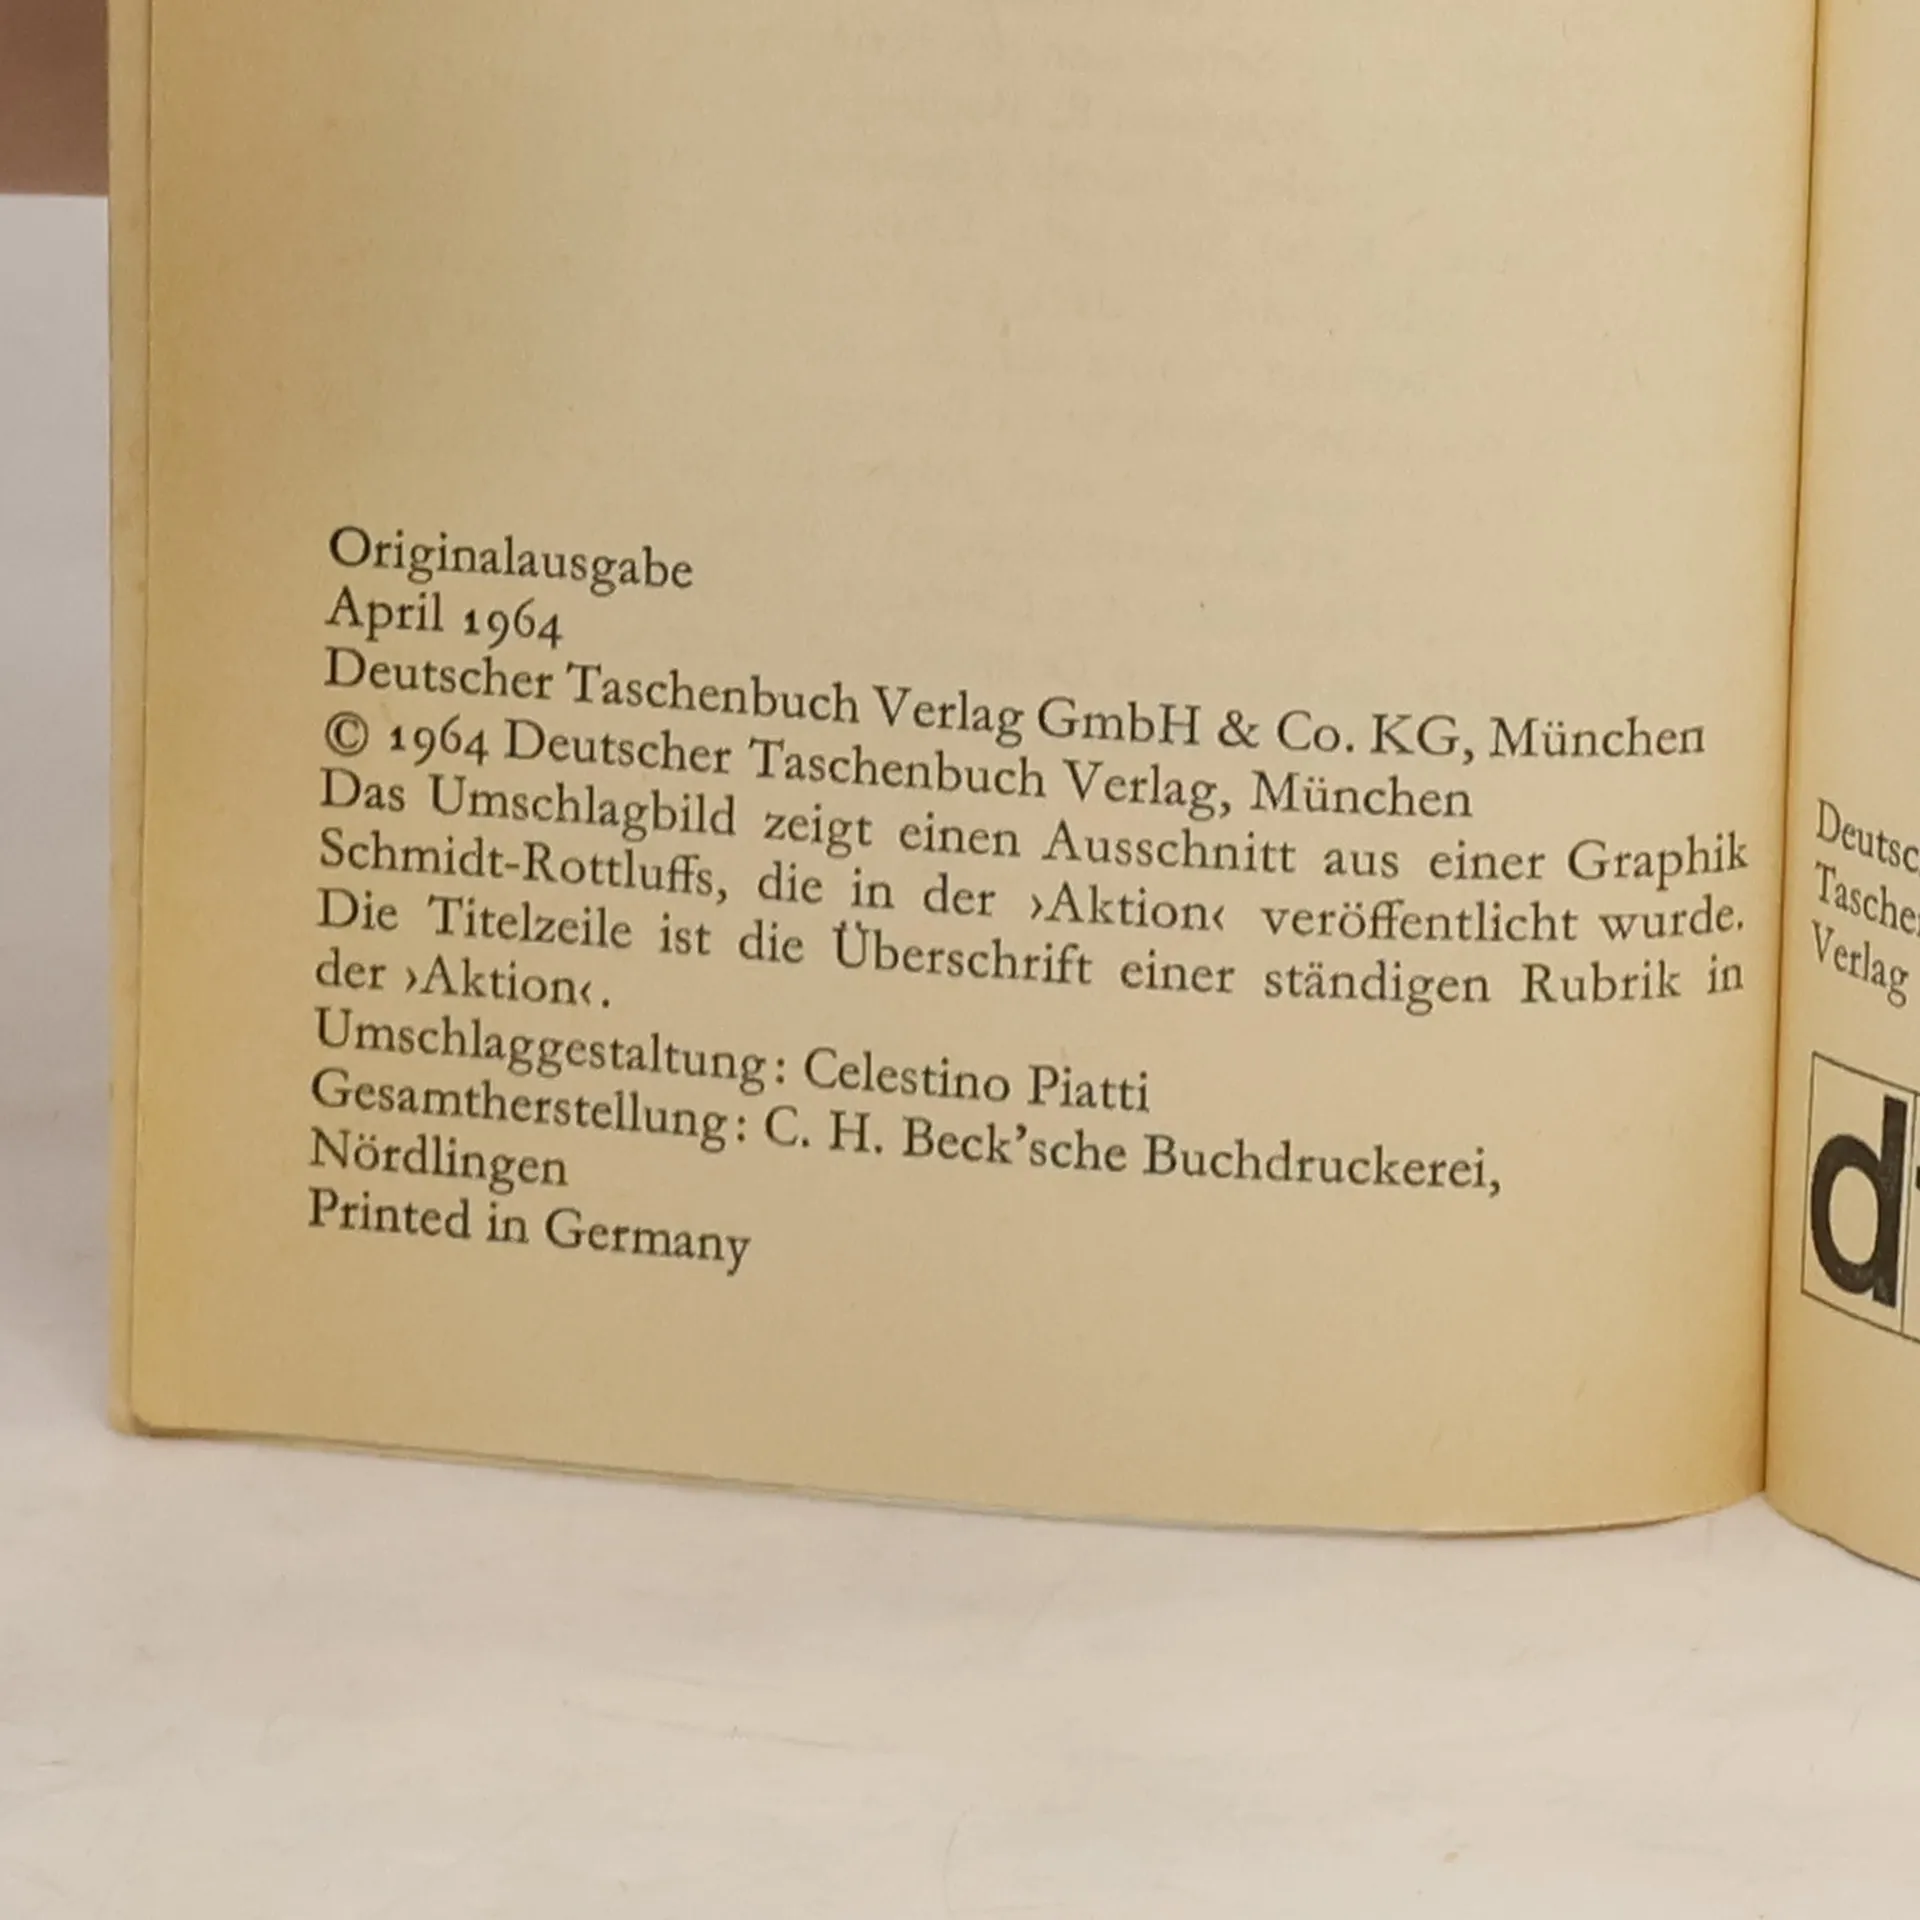 Originalausgabe
April 1964
Deutscher Taschenbuch Verlag GmbH & Co. KG, München
© 1964 Deutscher Taschenbuch Verlag, München
Das Umschlagbild zeigt einen Ausschnitt aus einer Graphik
Schmidt-Rottluffs, die in der ›Aktion‹ veröffentlicht wurde.
Die Titelzeile ist die Überschrift einer ständigen Rubrik in
der ›Aktion‹.
Umschlaggestaltung: Celestino Piatti
Gesamtherstellung: C. H. Beck’sche Buchdruckerei,
Nördlingen
Printed in Germany
Verlag
d